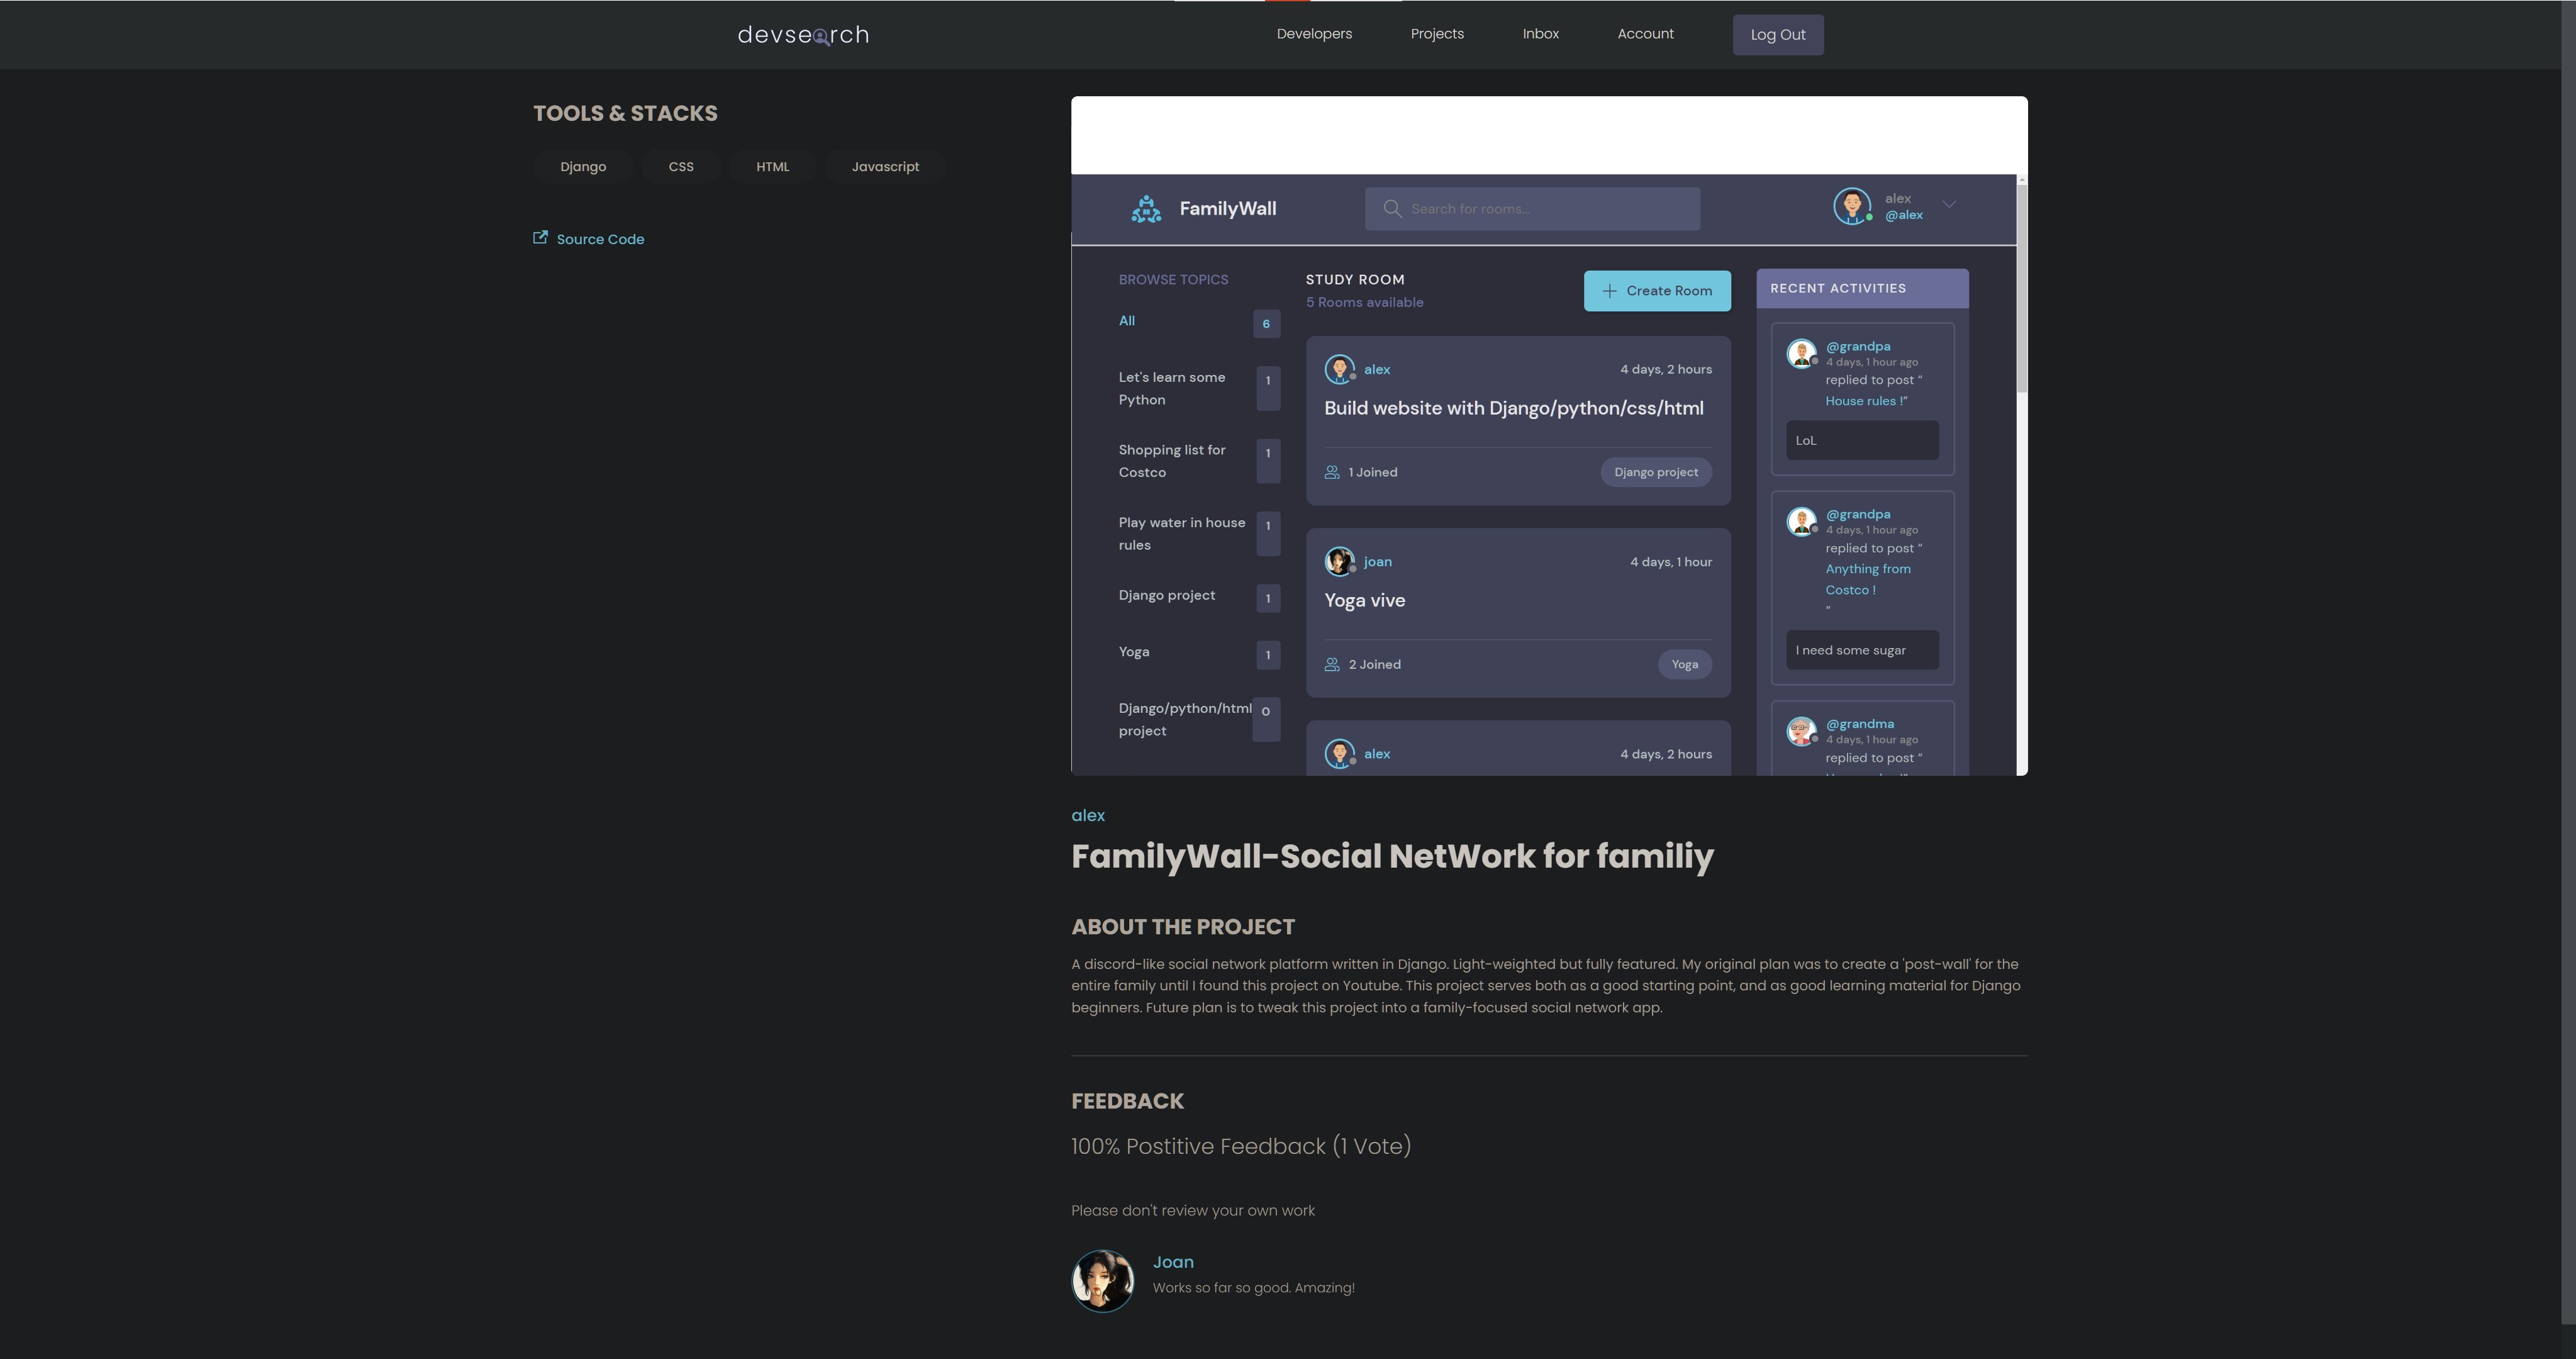 devsearch
Developers Projects Inbox Account Log Out
TOOLS & STACKS
Django CSS HTML Javascript
Source Code
FamilyWall
Search for rooms...
alex
@alex
BROWSE TOPICS
All 6
Let's learn some 1
Python
Shopping list for 1
Costco
Play water in house 1
rules
Django project 1
Yoga 1
Django/python/html 0
project
STUDY ROOM
5 Rooms available
Create Room
alex 4 days, 2 hours
Build website with Django/python/css/html
1 Joined Django project
joan 4 days, 1 hour
Yoga vive
2 Joined Yoga
alex 4 days, 2 hours
RECENT ACTIVITIES
@grandpa
4 days, 1 hour ago
replied to post “
House rules !”
LoL
@grandpa
4 days, 1 hour ago
replied to post “
Anything from
Costco !
”
I need some sugar
@grandma
4 days, 1 hour ago
replied to post “
alex
FamilyWall-Social NetWork for familiy
ABOUT THE PROJECT
A discord-like social network platform written in Django. Light-weighted but fully featured. My original plan was to create a 'post-wall' for the
entire family until I found this project on Youtube. This project serves both as a good starting point, and as good learning material for Django
beginners. Future plan is to tweak this project into a family-focused social network app.
FEEDBACK
100% Postitive Feedback (1 Vote)
Please don't review your own work
Joan
Works so far so good. Amazing!